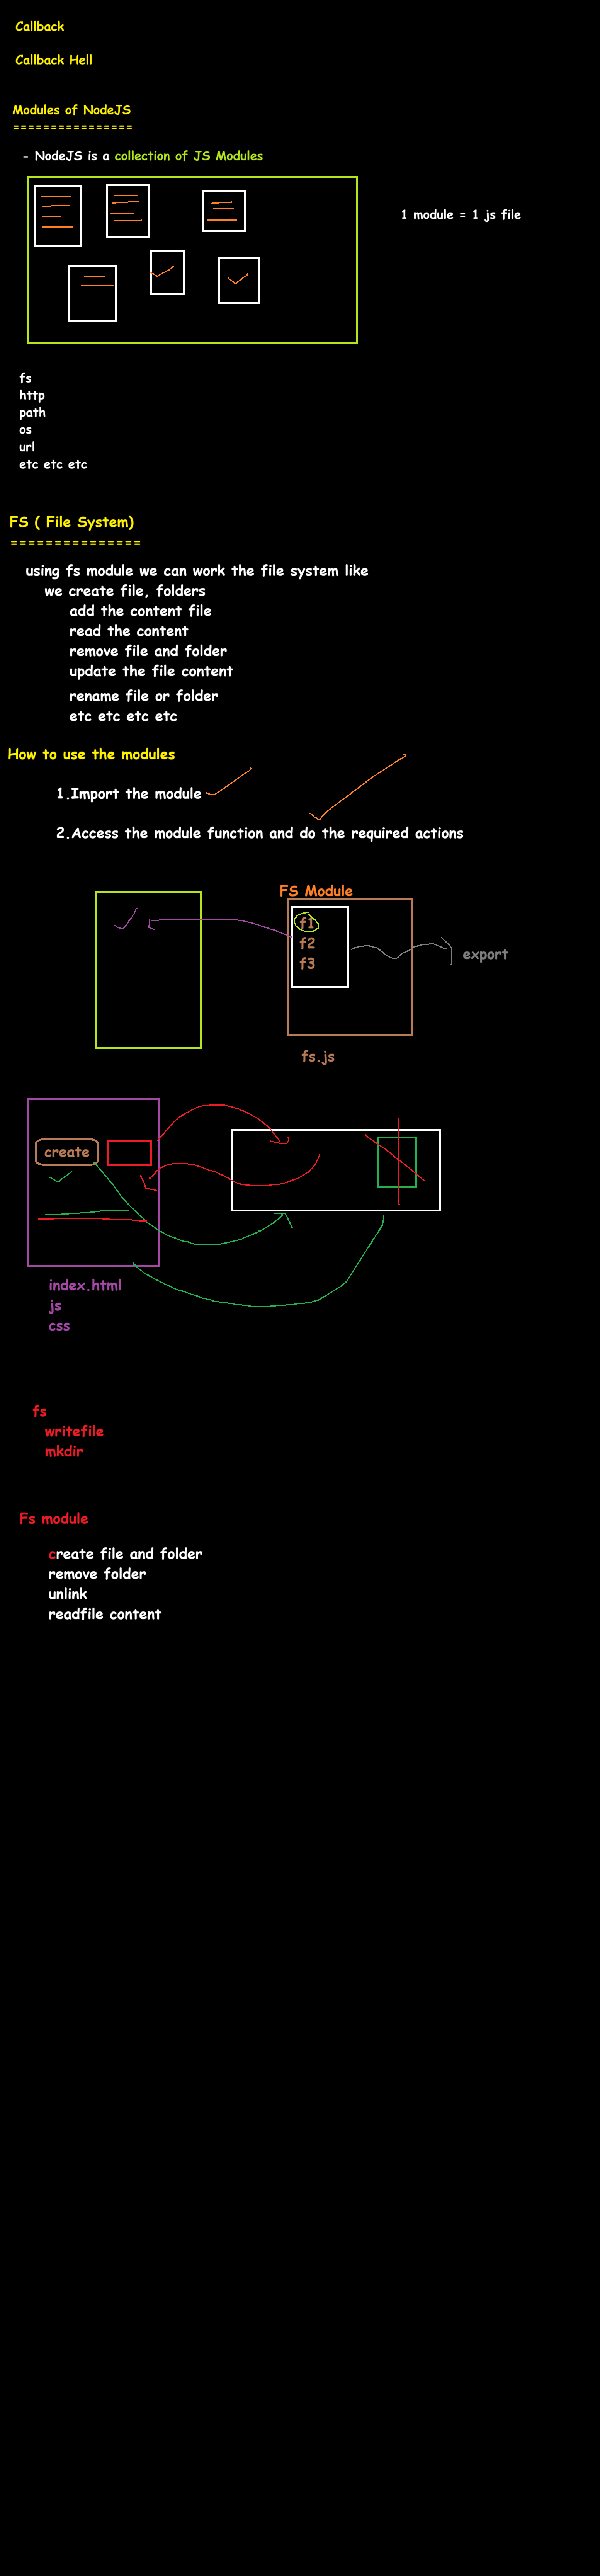 Callback
Callback Hell
Modules of NodeJS
================
- NodeJS is a collection of JS Modules
1 module = 1 js file
fs
http
path
os
url
etc etc etc
FS ( File System)
===============
using fs module we can work the file system like
we create file, folders
add the content file
read the content
remove file and folder
update the file content
rename file or folder
etc etc etc etc
How to use the modules
1.Import the module
2.Access the module function and do the required actions
FS Module
f1
f2
f3
export
fs.js
create
index.html
js
css
fs
writefile
mkdir
Fs module
create file and folder
remove folder
unlink
readfile content